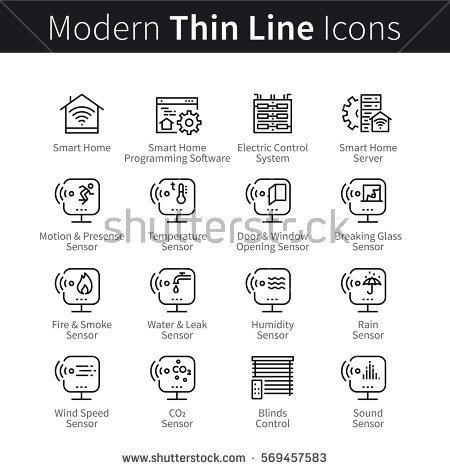 Modern Thin Line Icons
Smart Home
Smart Home
Programming Software
Electric Control
System
Smart Home
Server
Motion & Presense
Sensor
Temperature
Sensor
Door & Window
Opening Sensor
Breaking Glass
Sensor
shutterstock
Fire & Smoke
Sensor
Water & Leak
Sensor
Humidity
Sensor
Rain
Sensor
Wind Speed
Sensor
CO₂
CO₂
Sensor
Blinds
Control
Sound
Sensor
www.shutterstock.com · 569457583